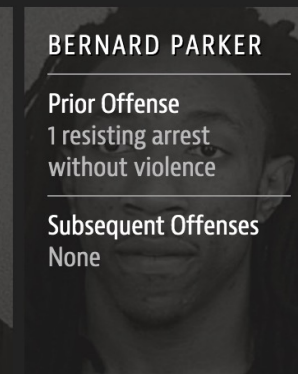 BERNARD PARKER
Prior Offense
1 resisting arrest
without violence
Subsequent Offenses
None